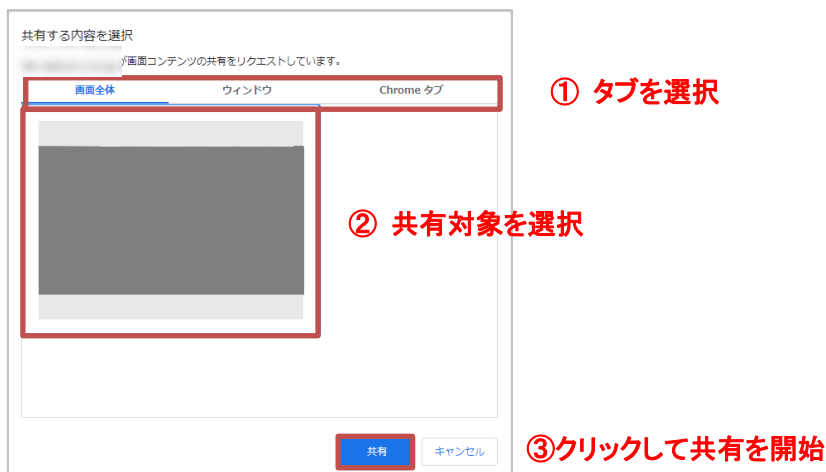 共有する内容を選択
が画面コンテンツの共有をリクエストしています。
画面全体 ウィンドウ Chrome タブ
① タブを選択
② 共有対象を選択
共有 キャンセル
③クリックして共有を開始